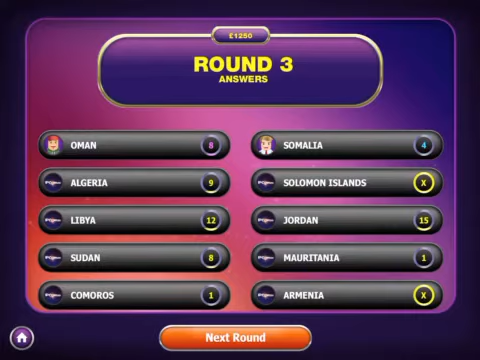 £1250
ROUND 3
ANSWERS
OMAN 8
SOMALIA 4
ALGERIA 9
SOLOMON ISLANDS X
LIBYA 12
JORDAN 15
SUDAN 8
MAURITANIA 1
COMOROS 1
ARMENIA X
Next Round